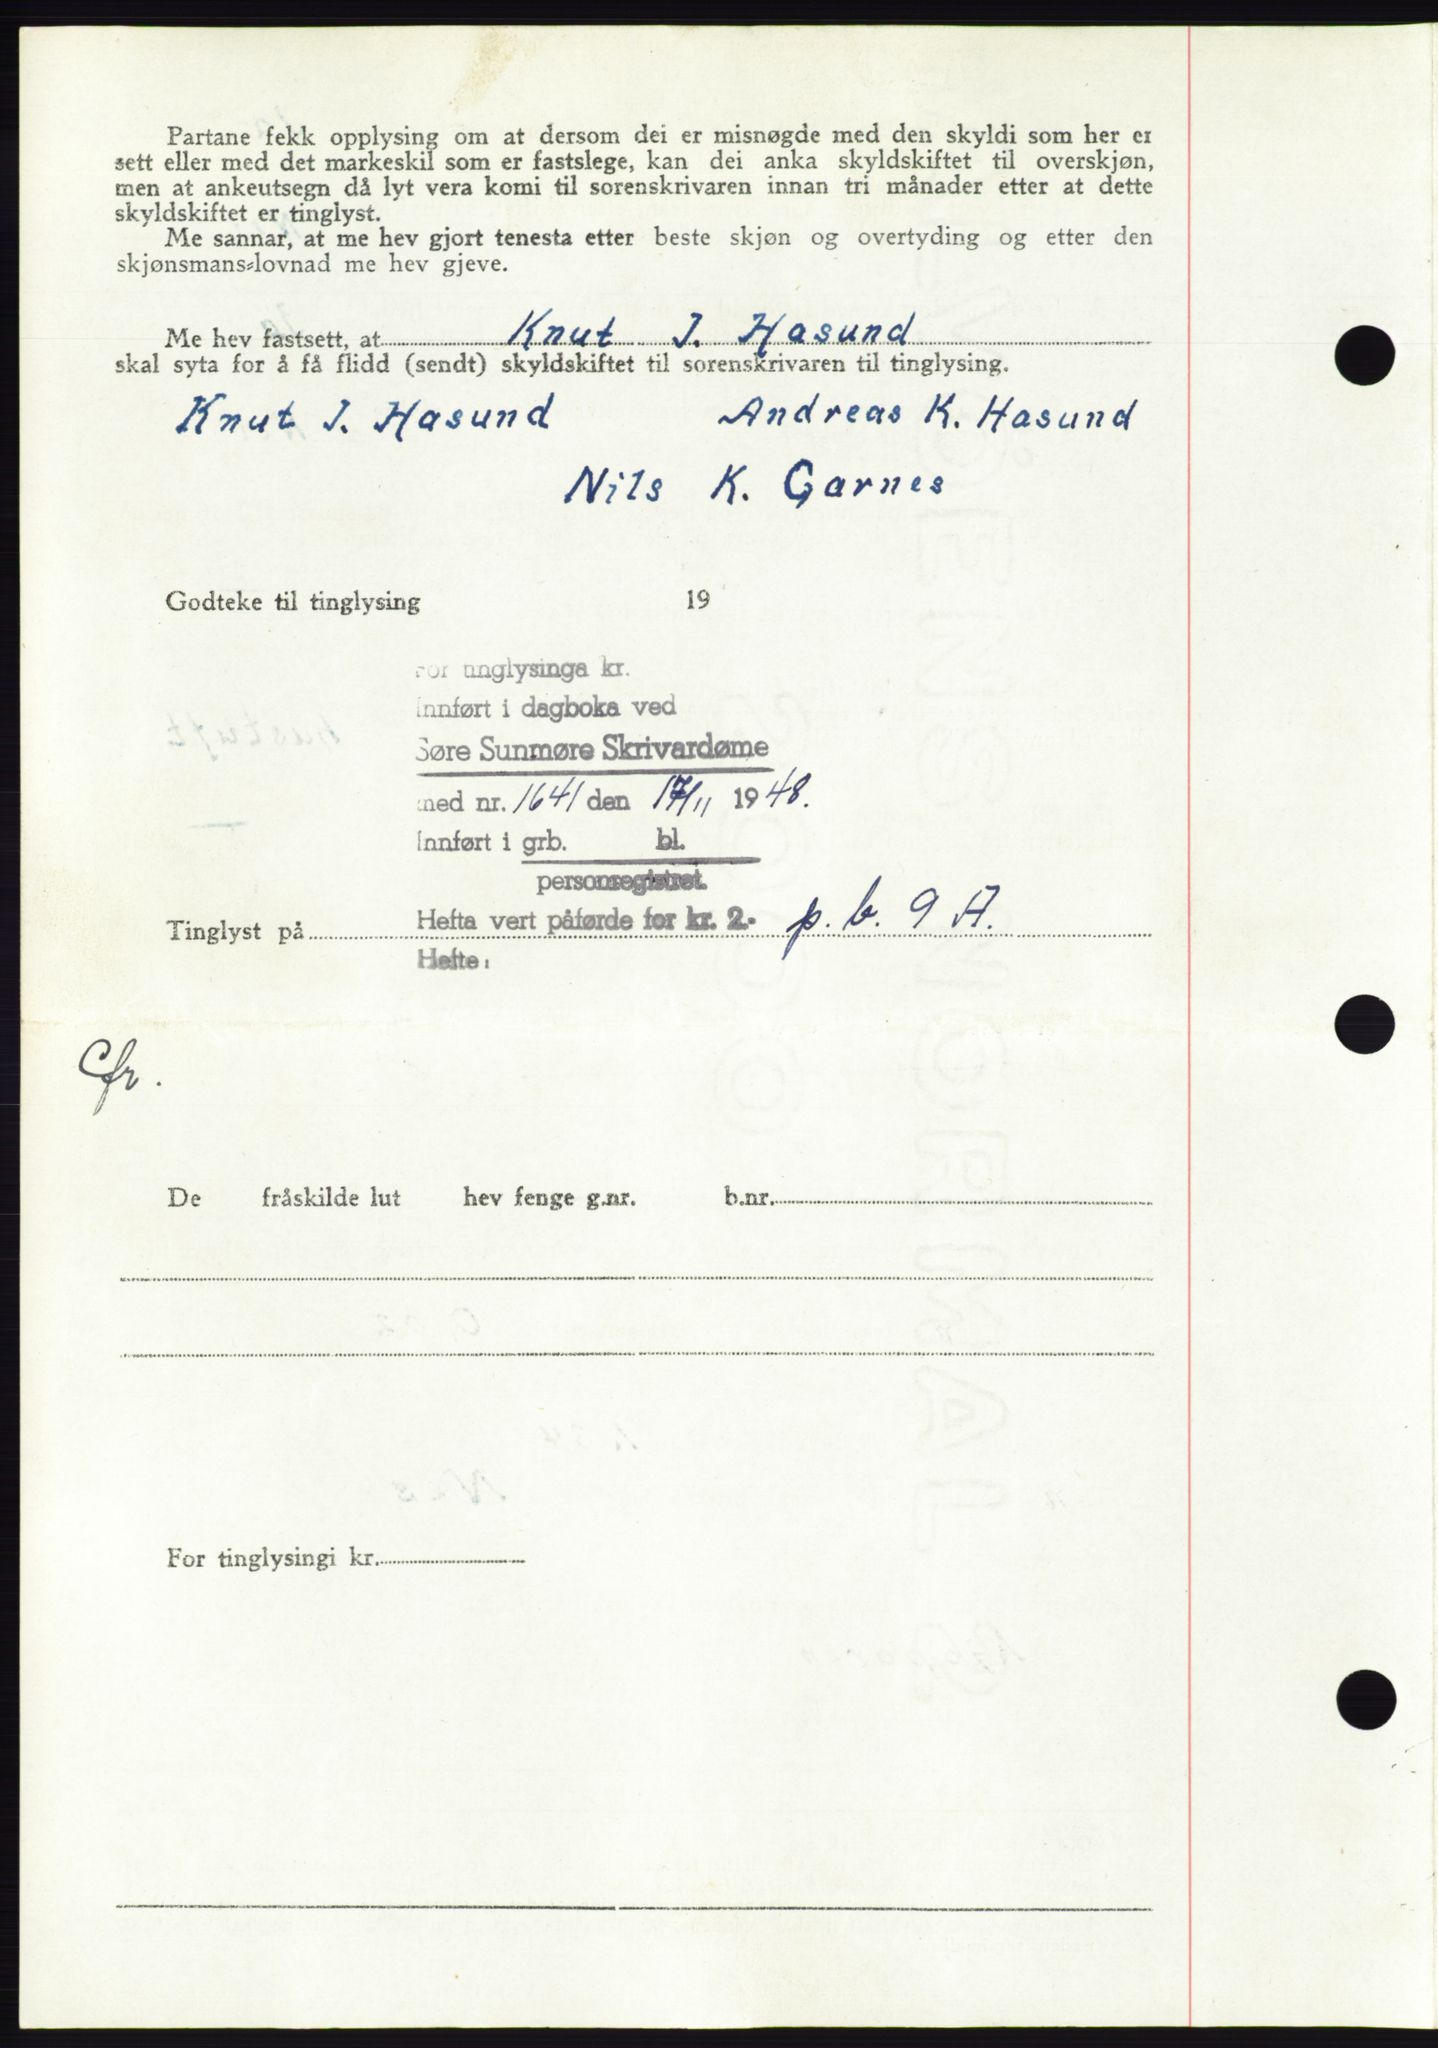 Partane fekk opplysing om at dersom dei er misnøgde med den skyldi som her er
sett eller med det markeskil som er fastslege, kan dei anka skyldskiftet til overskjøn,
men at ankeutsegn då lyt vera komi til sorenskrivaren innan tri månader etter at dette
skyldskiftet er tinglyst.
Me sannar, at me hev gjort tenesta etter beste skjøn og overtyding og etter den
skjønsmans-lovnad me hev gjeve.
Me hev fastsett, at Knut J. Hasund
skal syta for å få flidd (sendt) skyldskiftet til sorenskrivaren til tinglysing.
Knut J. Hasund Andreas K. Hasund
Nils K. Garnes
Godteke til tinglysing 19
For tinglysinga kr.
Innført i dagboka ved
Søre Sunmøre Skrivardøme
med nr. 1641 den 17/11 1948.
Innført i grb. bl.
personregistret.
Hefta vert påførde for kr. 2.- p. b. 9 A.
Tinglyst på
Hefte:
Cfr.
De fråskilde lut hev fenge g.nr. b.nr.
For tinglysingi kr.